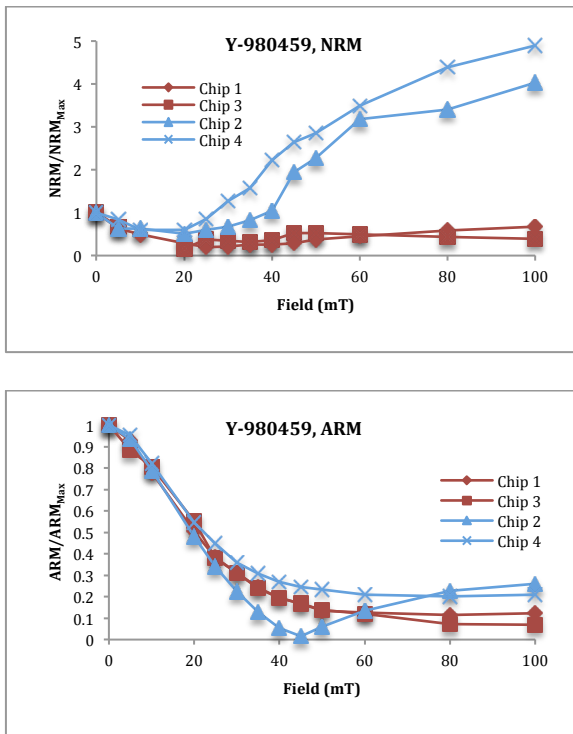 Y-980459, NRM
NRM/NRM_Max
5
4
3
2
1
0
Chip 1
Chip 3
Chip 2
Chip 4
0 20 40 60 80 100
Field (mT)
Y-980459, ARM
ARM/ARM_Max
1
0.9
0.8
0.7
0.6
0.5
0.4
0.3
0.2
0.1
0
Chip 1
Chip 3
Chip 2
Chip 4
0 20 40 60 80 100
Field (mT)